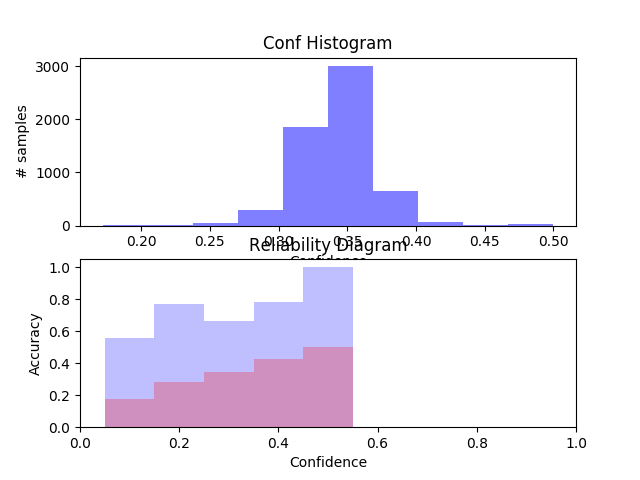 Conf Histogram
3000
2000
1000
0
# samples
0.20 0.25 0.30 0.35 0.40 0.45 0.50
Confidence
Reliability Diagram
1.0
0.8
0.6
0.4
0.2
0.0
Accuracy
0.0 0.2 0.4 0.6 0.8 1.0
Confidence